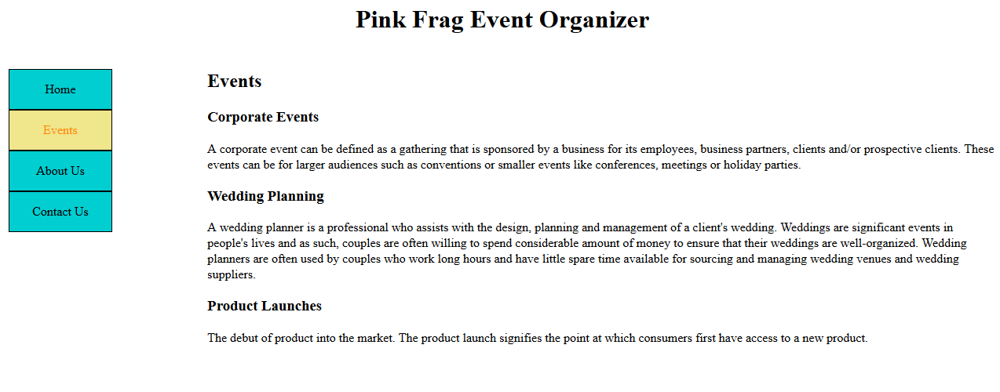 Pink Frag Event Organizer
Home
Events
About Us
Contact Us
Events
Corporate Events
A corporate event can be defined as a gathering that is sponsored by a business for its employees, business partners, clients and/or prospective clients. These
events can be for larger audiences such as conventions or smaller events like conferences, meetings or holiday parties.
Wedding Planning
A wedding planner is a professional who assists with the design, planning and management of a client's wedding. Weddings are significant events in
people's lives and as such, couples are often willing to spend considerable amount of money to ensure that their weddings are well-organized. Wedding
planners are often used by couples who work long hours and have little spare time available for sourcing and managing wedding venues and wedding
suppliers.
Product Launches
The debut of product into the market. The product launch signifies the point at which consumers first have access to a new product.